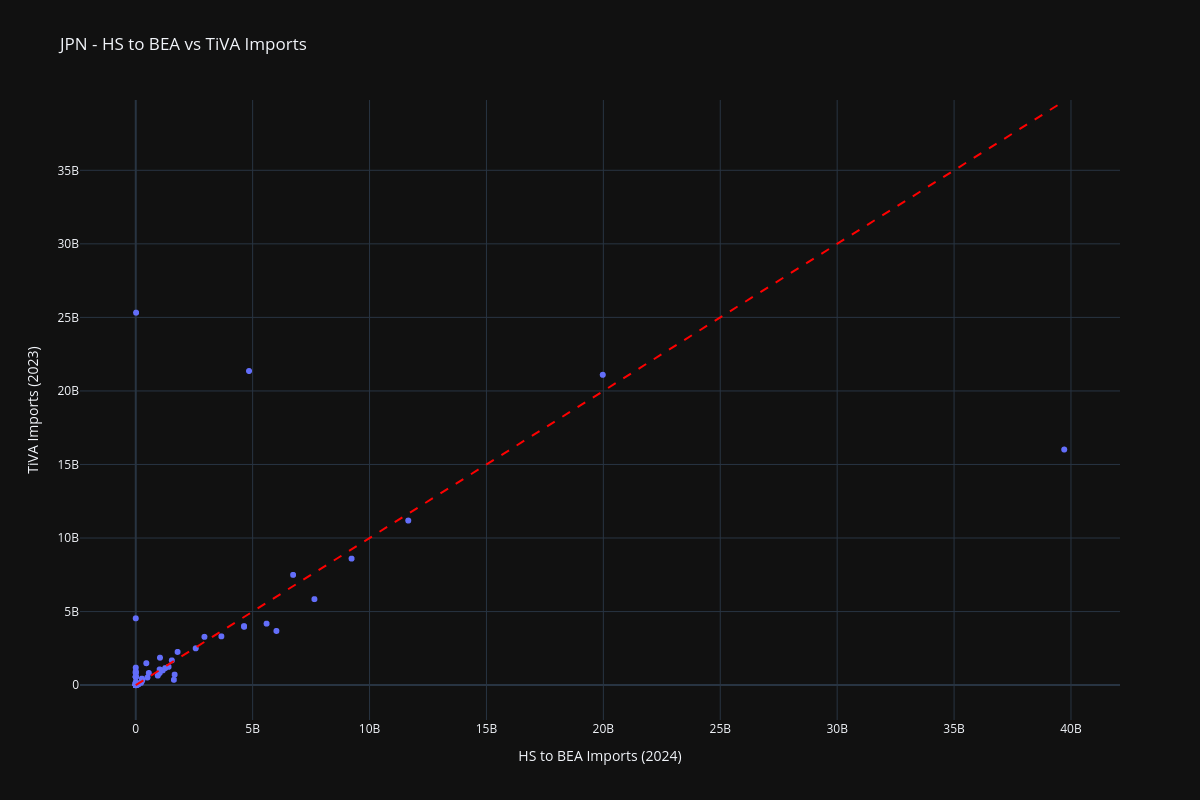 JPN - HS to BEA vs TiVA Imports
35B
30B
25B
20B
15B
10B
5B
0
TiVA Imports (2023)
0
5B
10B
15B
20B
25B
30B
35B
40B
HS to BEA Imports (2024)